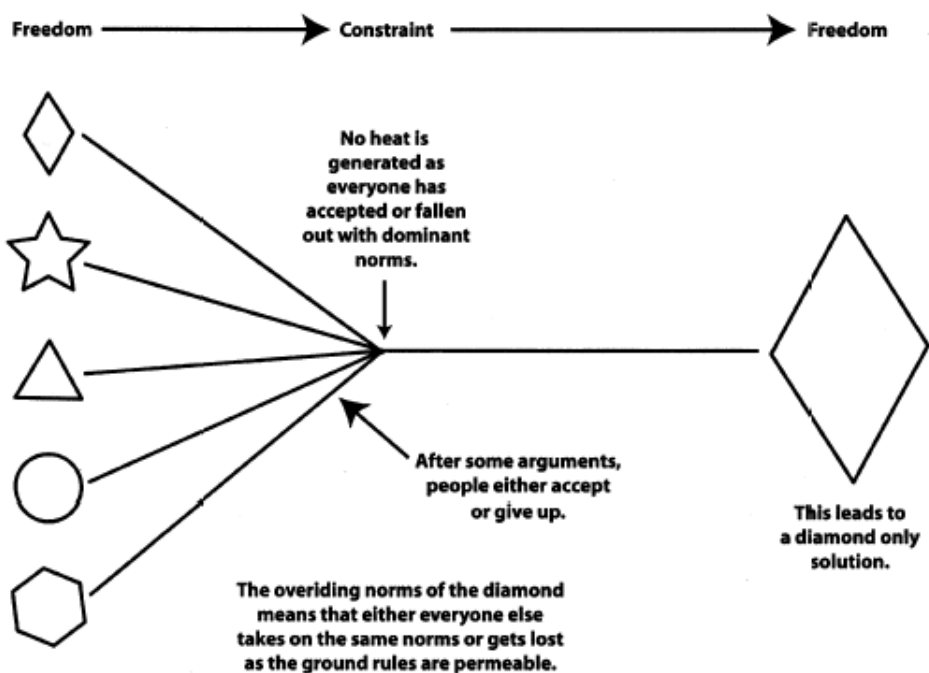 Freedom
Constraint
Freedom
No heat is
generated as
everyone has
accepted or fallen
out with dominant
norms.
After some arguments,
people either accept
or give up.
This leads to
a diamond only
solution.
The overiding norms of the diamond
means that either everyone else
takes on the same norms or gets lost
as the ground rules are permeable.